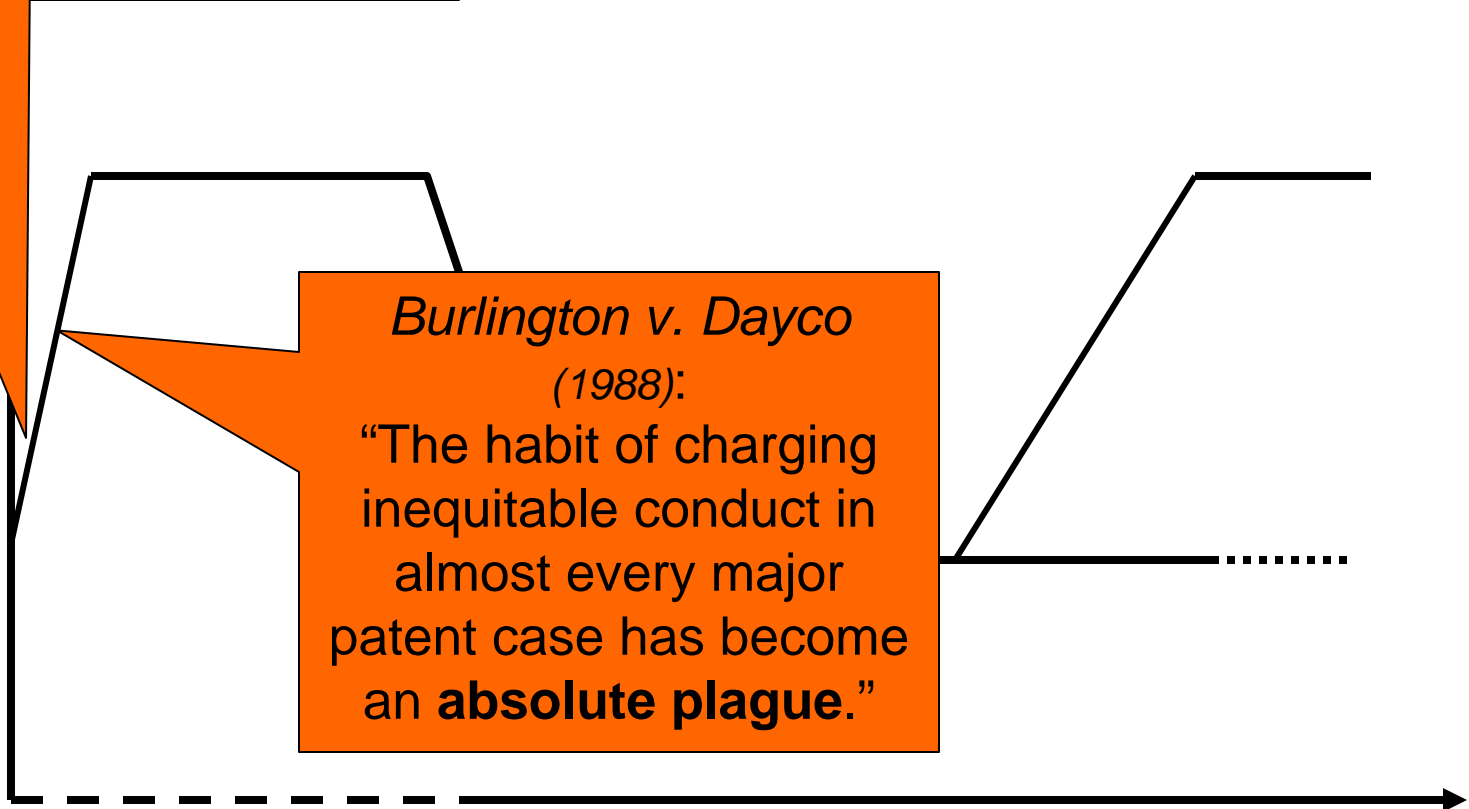 Burlington v. Dayco
(1988):
“The habit of charging
inequitable conduct in
almost every major
patent case has become
an absolute plague.”